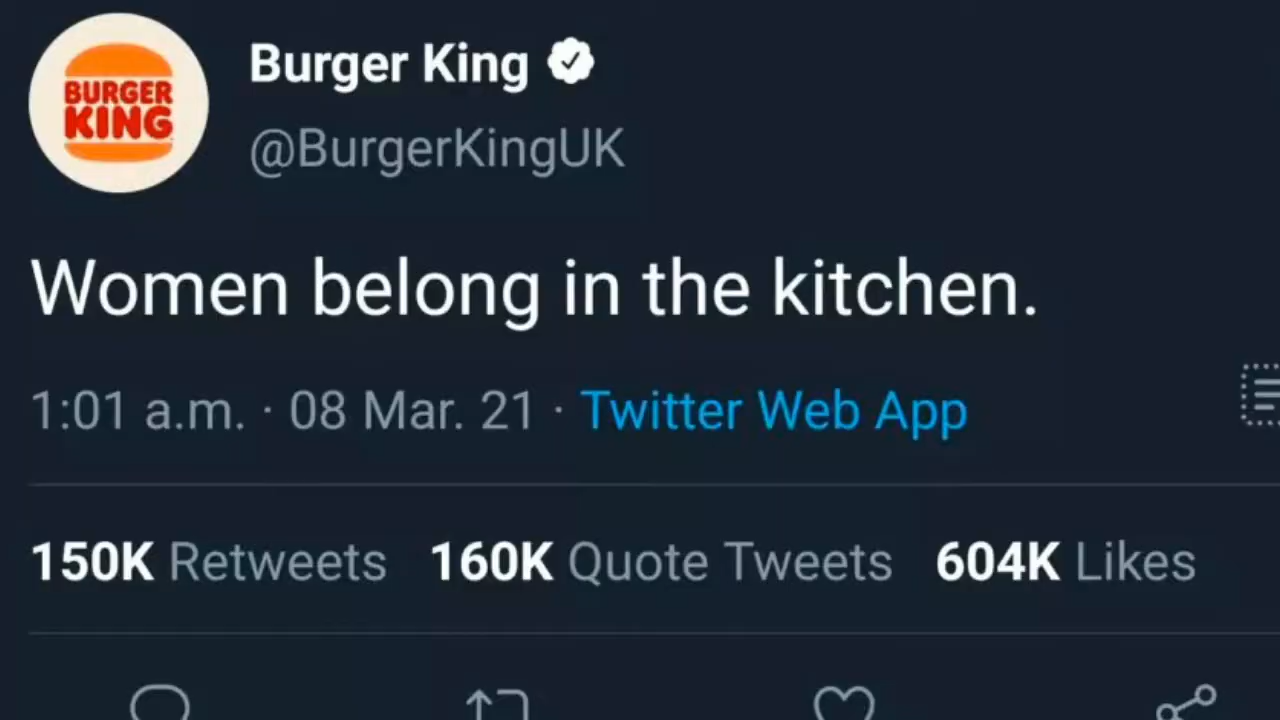 BURGER
KING
Burger King
@BurgerKingUK
Women belong in the kitchen.
1:01 a.m. · 08 Mar. 21 · Twitter Web App
150K Retweets 160K Quote Tweets 604K Likes